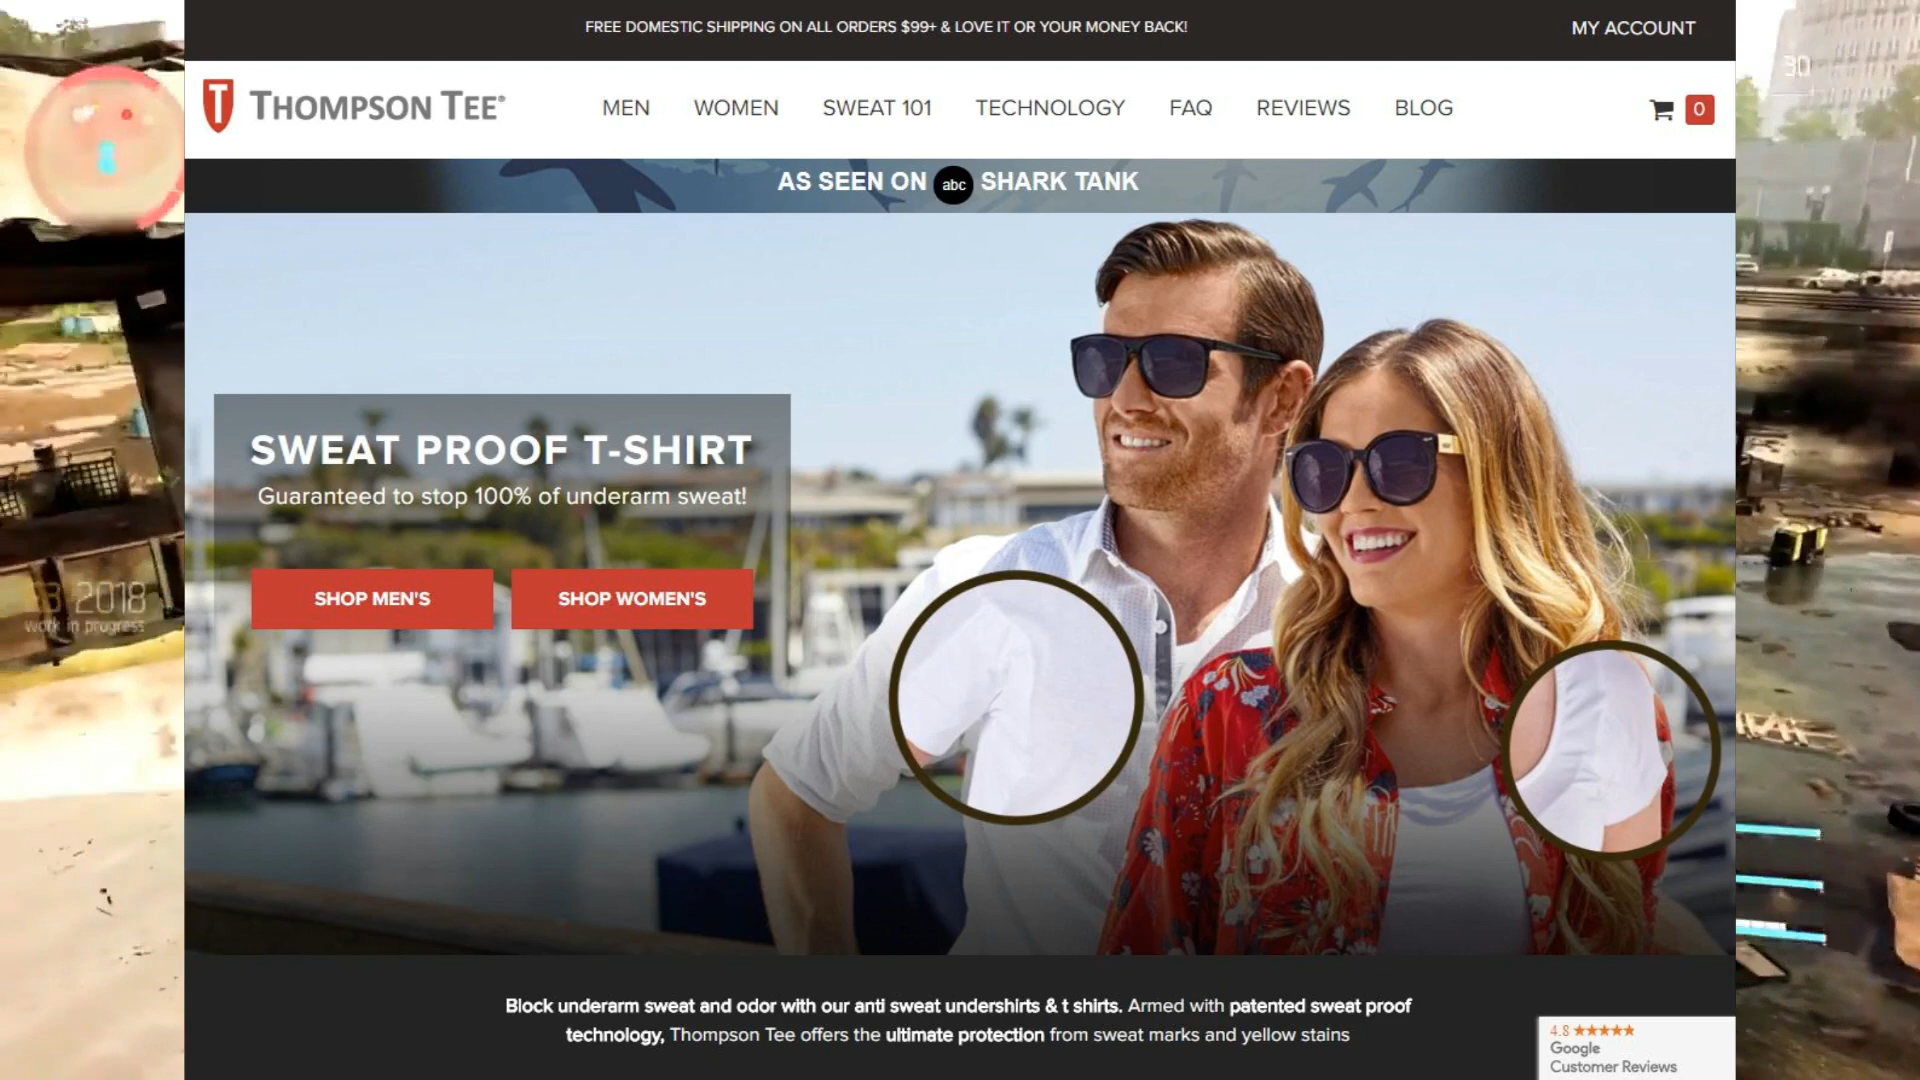 FREE DOMESTIC SHIPPING ON ALL ORDERS $99+ & LOVE IT OR YOUR MONEY BACK!
MY ACCOUNT
30
T THOMPSON TEE®
MEN WOMEN SWEAT 101 TECHNOLOGY FAQ REVIEWS BLOG
0
AS SEEN ON abc SHARK TANK
SWEAT PROOF T-SHIRT
Guaranteed to stop 100% of underarm sweat!
SHOP MEN'S
SHOP WOMEN'S
E3 2018
work in progress
Block underarm sweat and odor with our anti sweat undershirts & t shirts. Armed with patented sweat proof
technology, Thompson Tee offers the ultimate protection from sweat marks and yellow stains
4.8 ★★★★★
Google
Customer Reviews